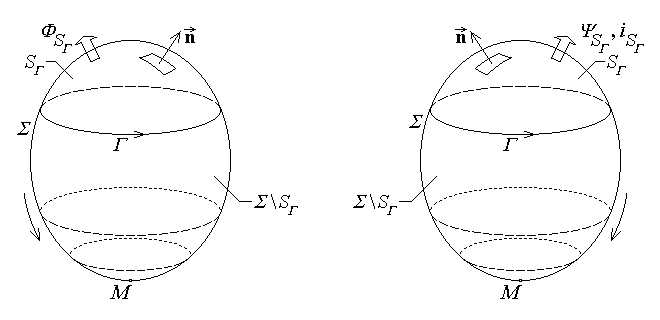 Φ_{S_Γ} n⃗ n⃗ Ψ_{S_Γ}, i_{S_Γ}
S_Γ S_Γ
Σ Σ
Γ Γ
Σ\S_Γ Σ\S_Γ
M M